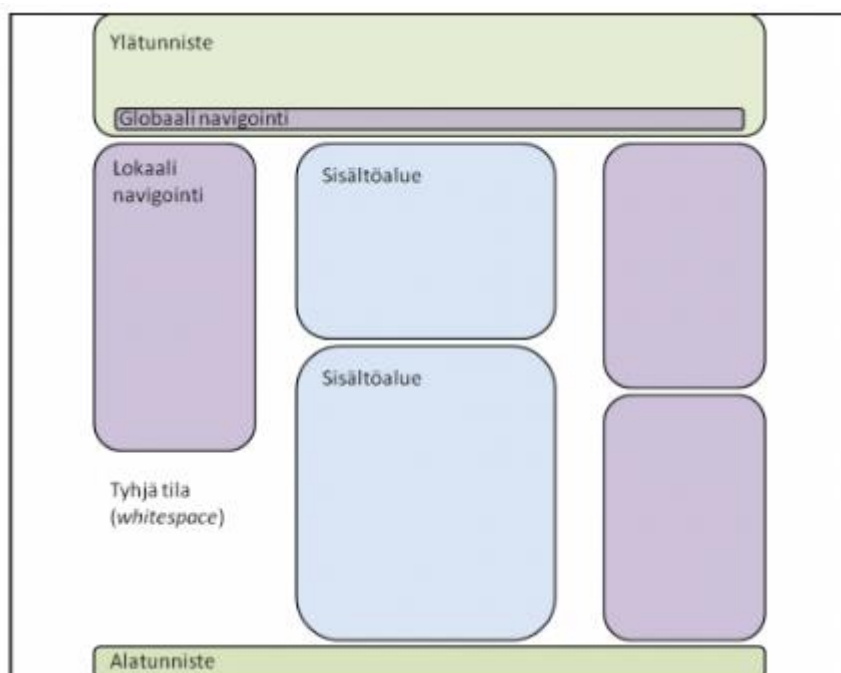 Ylätunniste
Globaali navigointi
Lokaali
navigointi
Sisältöalue
Sisältöalue
Tyhjä tila
(whitespace)
Alatunniste